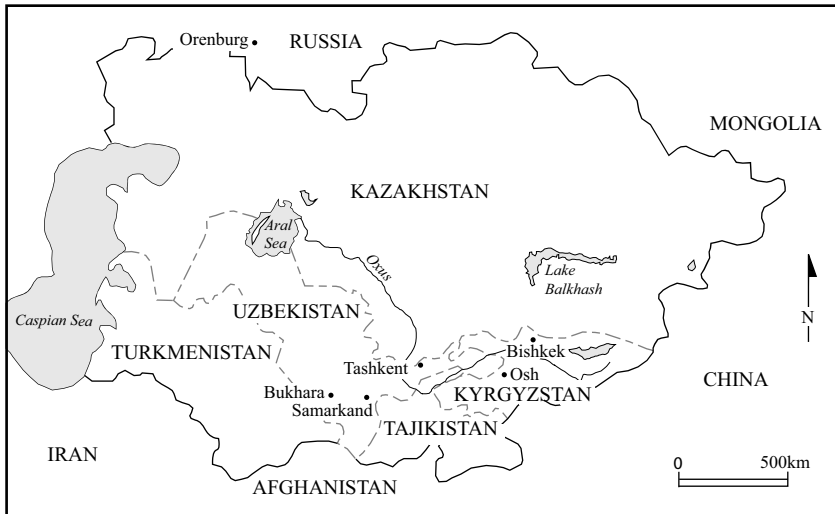 Orenburg
RUSSIA
MONGOLIA
KAZAKHSTAN
Aral
Sea
Oxus
Lake
Balkhash
Caspian Sea
UZBEKISTAN
N
TURKMENISTAN
Tashkent
Bishkek
Osh
CHINA
Bukhara
Samarkand
KYRGYZSTAN
TAJIKISTAN
IRAN
AFGHANISTAN
0 500km